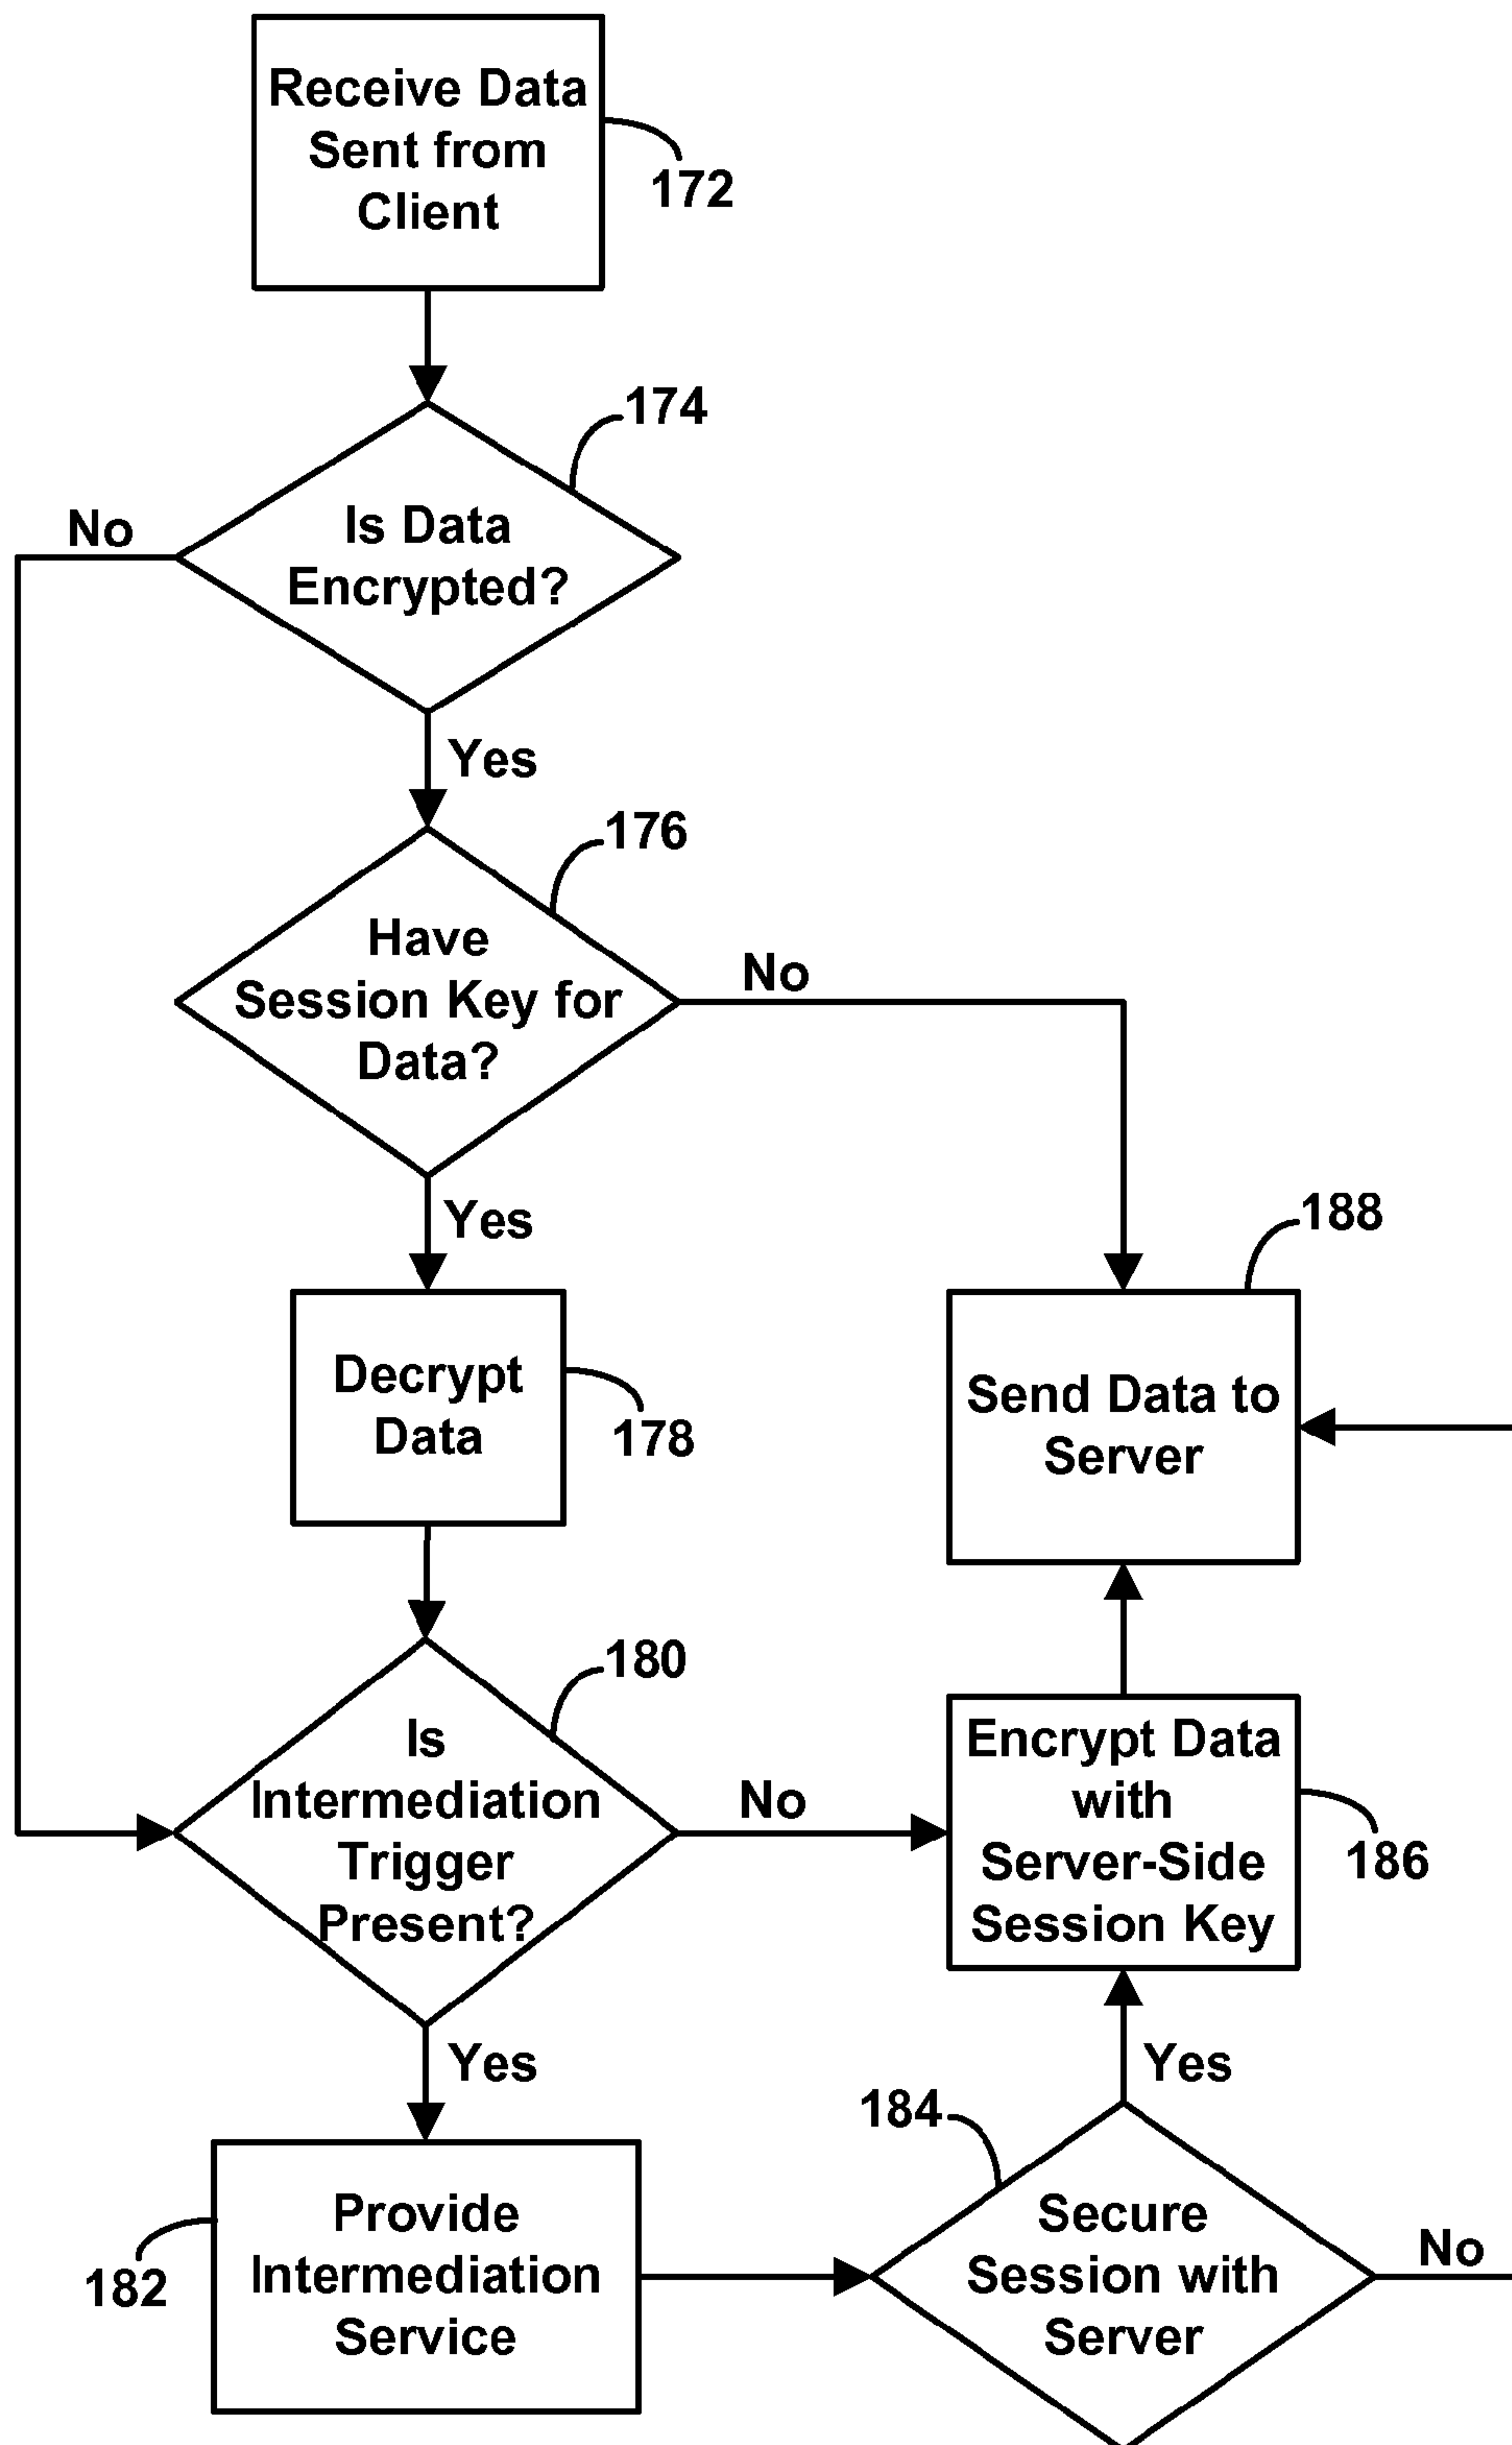 Receive Data
Sent from
Client
172
174
Is Data
Encrypted?
No
Yes
176
Have
Session Key for
Data?
No
Yes
188
Decrypt
Data
178
Send Data to
Server
180
Is
Intermediation
Trigger
Present?
No
Encrypt Data
with
Server-Side
Session Key
186
Yes
Yes
184
Provide
Intermediation
Service
182
Secure
Session with
Server
No